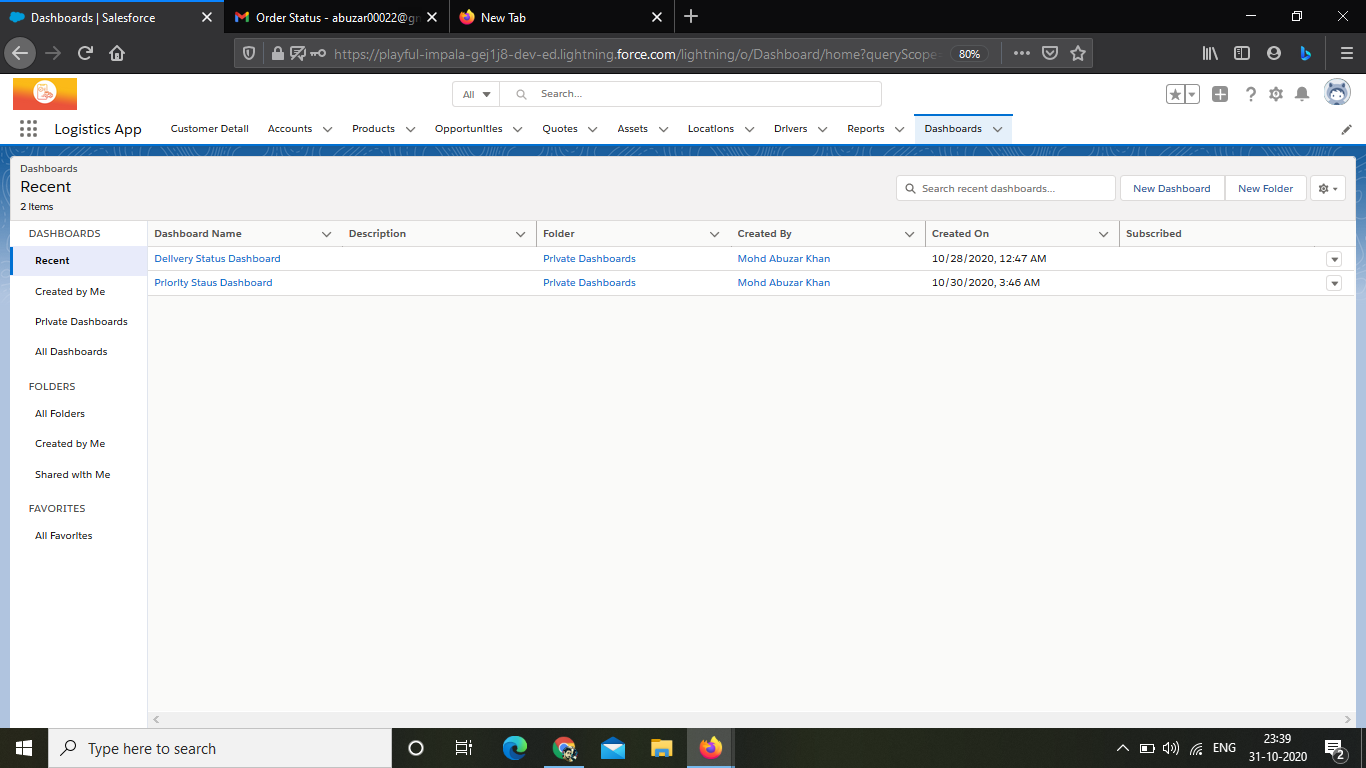 Dashboards | Salesforce
Order Status - abuzar00022@gm
New Tab
https://playful-impala-gej1j8-dev-ed.lightning.force.com/lightning/o/Dashboard/home?queryScope=
80%
All
Search...
Logistics App
Customer Detail
Accounts
Products
Opportunities
Quotes
Assets
Locations
Drivers
Reports
Dashboards
Dashboards
Recent
2 Items
Search recent dashboards...
New Dashboard
New Folder
DASHBOARDS
Recent
Created by Me
Private Dashboards
All Dashboards
FOLDERS
All Folders
Created by Me
Shared with Me
FAVORITES
All Favorites
Dashboard Name Description Folder Created By Created On Subscribed
Delivery Status Dashboard Private Dashboards Mohd Abuzar Khan 10/28/2020, 12:47 AM
Priority Staus Dashboard Private Dashboards Mohd Abuzar Khan 10/30/2020, 3:46 AM
Type here to search
ENG
23:39
31-10-2020
2